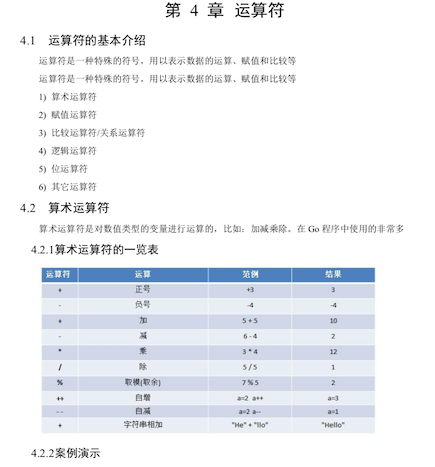 第 4 章 运算符
4.1 运算符的基本介绍
运算符是一种特殊的符号，用以表示数据的运算、赋值和比较等
运算符是一种特殊的符号，用以表示数据的运算、赋值和比较等
1) 算术运算符
2) 赋值运算符
3) 比较运算符/关系运算符
4) 逻辑运算符
5) 位运算符
6) 其它运算符
4.2 算术运算符
算术运算符是对数值类型的变量进行运算的，比如：加减乘除。在 Go 程序中使用的非常多
4.2.1算术运算符的一览表
运算符 运算 范例 结果
+ 正号 +3 3
- 负号 -4 -4
+ 加 5 + 5 10
- 减 6 - 4 2
* 乘 3 * 4 12
/ 除 5 / 5 1
% 取模(取余) 7 % 5 2
++ 自增 a=2 a++ a=3
-- 自减 a=2 a-- a=1
+ 字符串相加 "He" + "llo" "Hello"
4.2.2案例演示